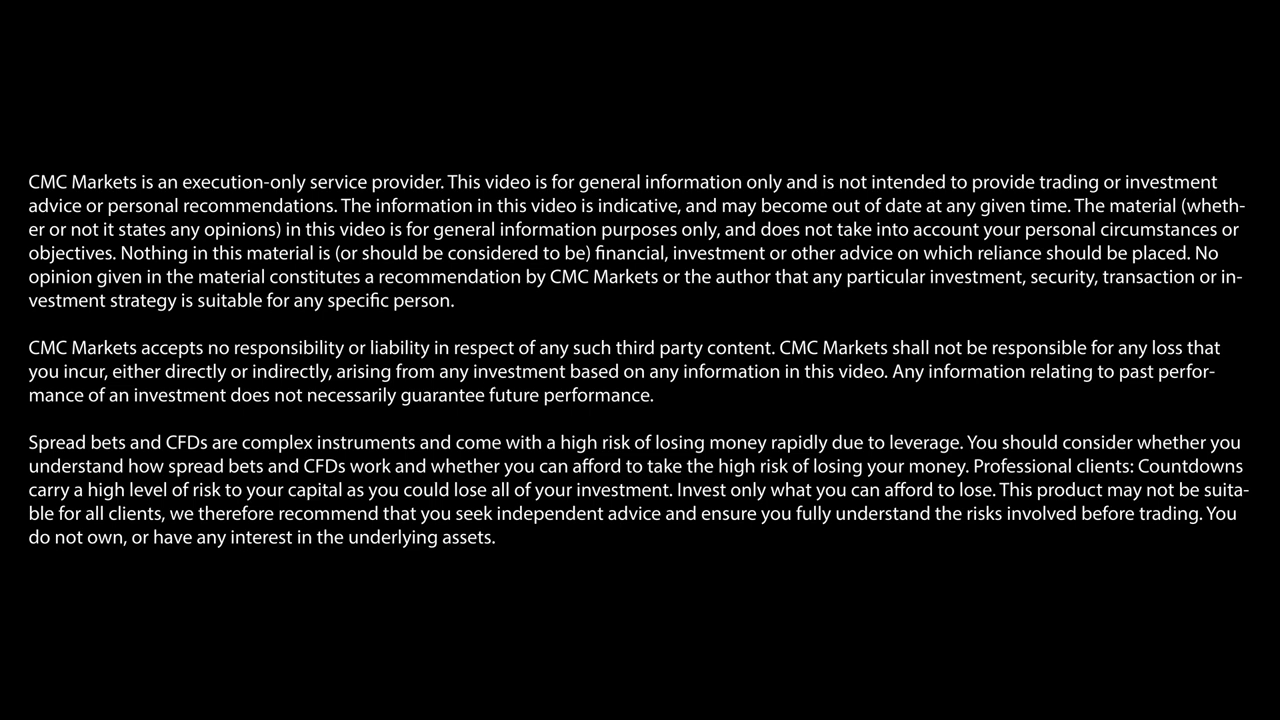 CMC Markets is an execution-only service provider. This video is for general information only and is not intended to provide trading or investment
advice or personal recommendations. The information in this video is indicative, and may become out of date at any given time. The material (wheth-
er or not it states any opinions) in this video is for general information purposes only, and does not take into account your personal circumstances or
objectives. Nothing in this material is (or should be considered to be) financial, investment or other advice on which reliance should be placed. No
opinion given in the material constitutes a recommendation by CMC Markets or the author that any particular investment, security, transaction or in-
vestment strategy is suitable for any specific person.
CMC Markets accepts no responsibility or liability in respect of any such third party content. CMC Markets shall not be responsible for any loss that
you incur, either directly or indirectly, arising from any investment based on any information in this video. Any information relating to past perfor-
mance of an investment does not necessarily guarantee future performance.
Spread bets and CFDs are complex instruments and come with a high risk of losing money rapidly due to leverage. You should consider whether you
understand how spread bets and CFDs work and whether you can afford to take the high risk of losing your money. Professional clients: Countdowns
carry a high level of risk to your capital as you could lose all of your investment. Invest only what you can afford to lose. This product may not be suita-
ble for all clients, we therefore recommend that you seek independent advice and ensure you fully understand the risks involved before trading. You
do not own, or have any interest in the underlying assets.